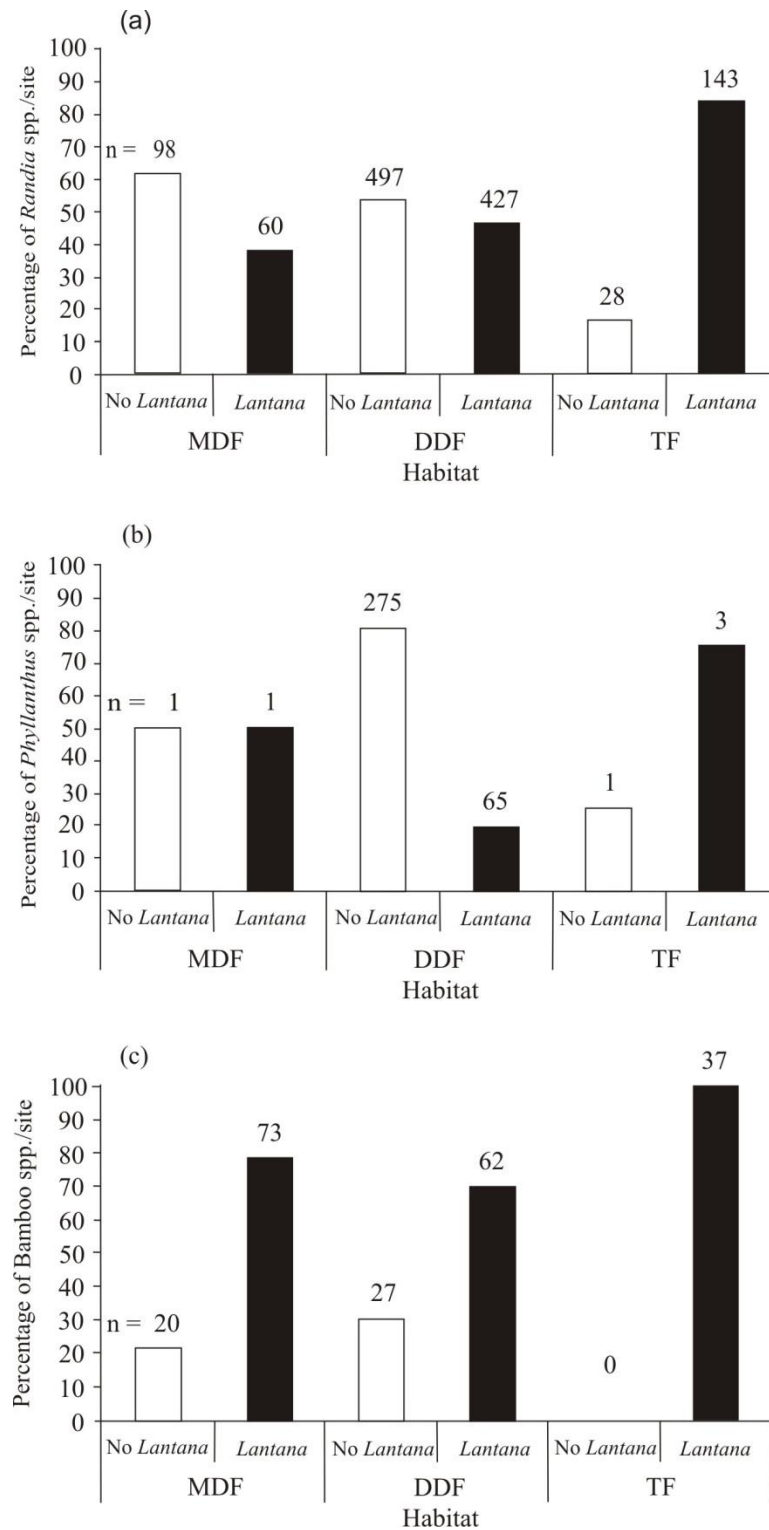 (a)
Percentage of Randia spp./site
100
90
80
70
60
50
40
30
20
10
0
n = 98
60
497
427
28
143
No Lantana Lantana No Lantana Lantana No Lantana Lantana
MDF DDF TF
Habitat
(b)
Percentage of Phyllanthus spp./site
100
90
80
70
60
50
40
30
20
10
0
n = 1
1
275
65
1
3
No Lantana Lantana No Lantana Lantana No Lantana Lantana
MDF DDF TF
Habitat
(c)
Percentage of Bamboo spp./site
100
90
80
70
60
50
40
30
20
10
0
n = 20
73
27
62
0
37
No Lantana Lantana No Lantana Lantana No Lantana Lantana
MDF DDF TF
Habitat